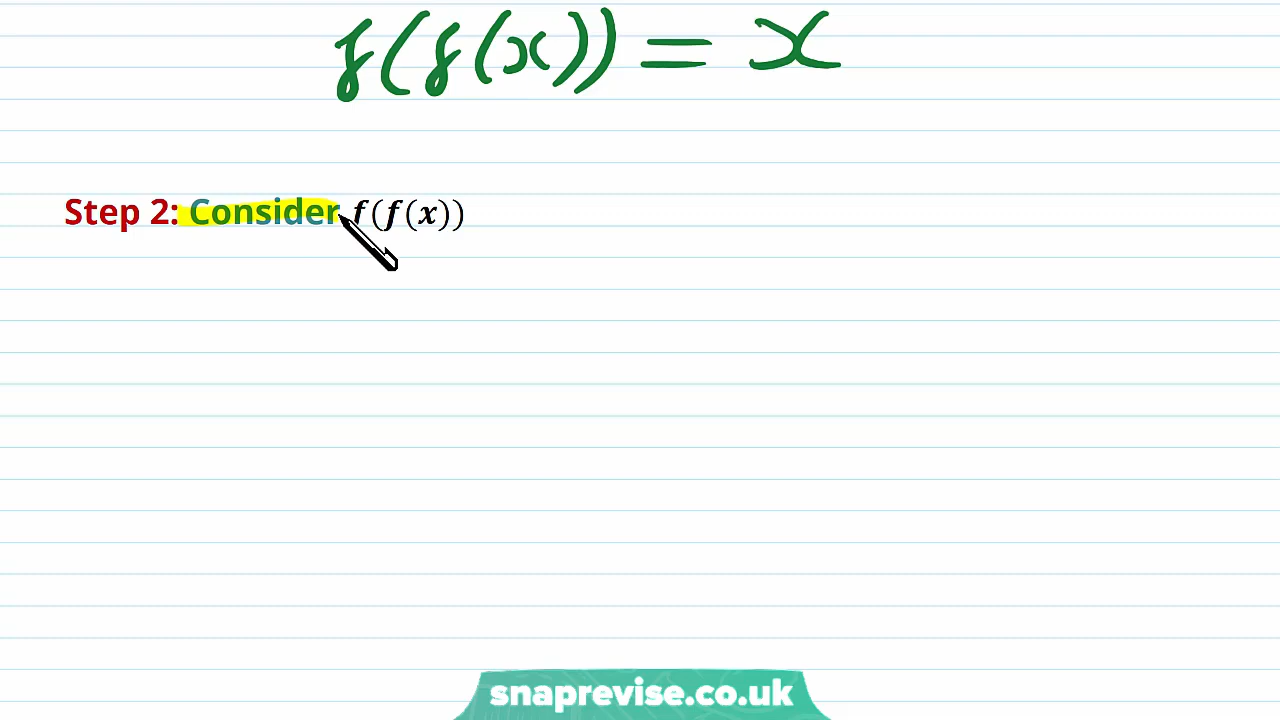 f(f(x)) = x
Step 2: Consider f(f(x))
snaprevise.co.uk